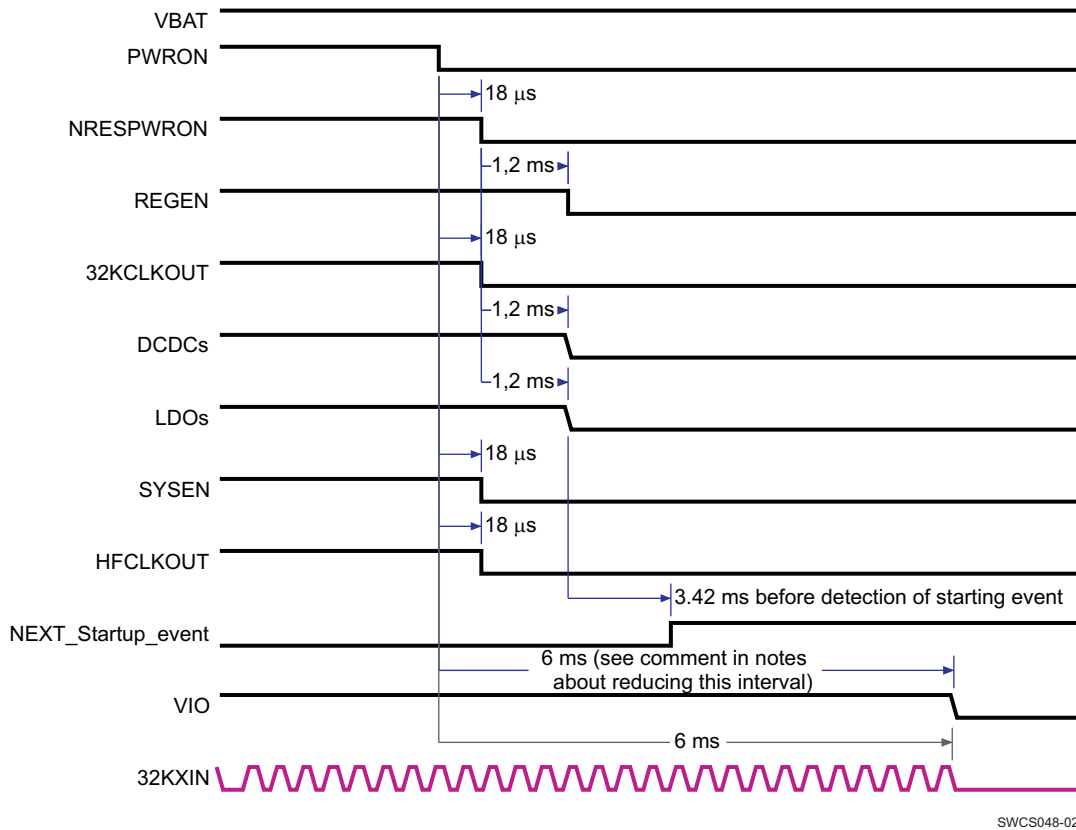 VBAT
PWRON
18 μs
NRESPWRON
1,2 ms
REGEN
18 μs
32KCLKOUT
1,2 ms
DCDCs
1,2 ms
LDOs
18 μs
SYSEN
18 μs
HFCLKOUT
3.42 ms before detection of starting event
NEXT_Startup_event
6 ms (see comment in notes
about reducing this interval)
VIO
6 ms
32KXIN
SWCS048-02